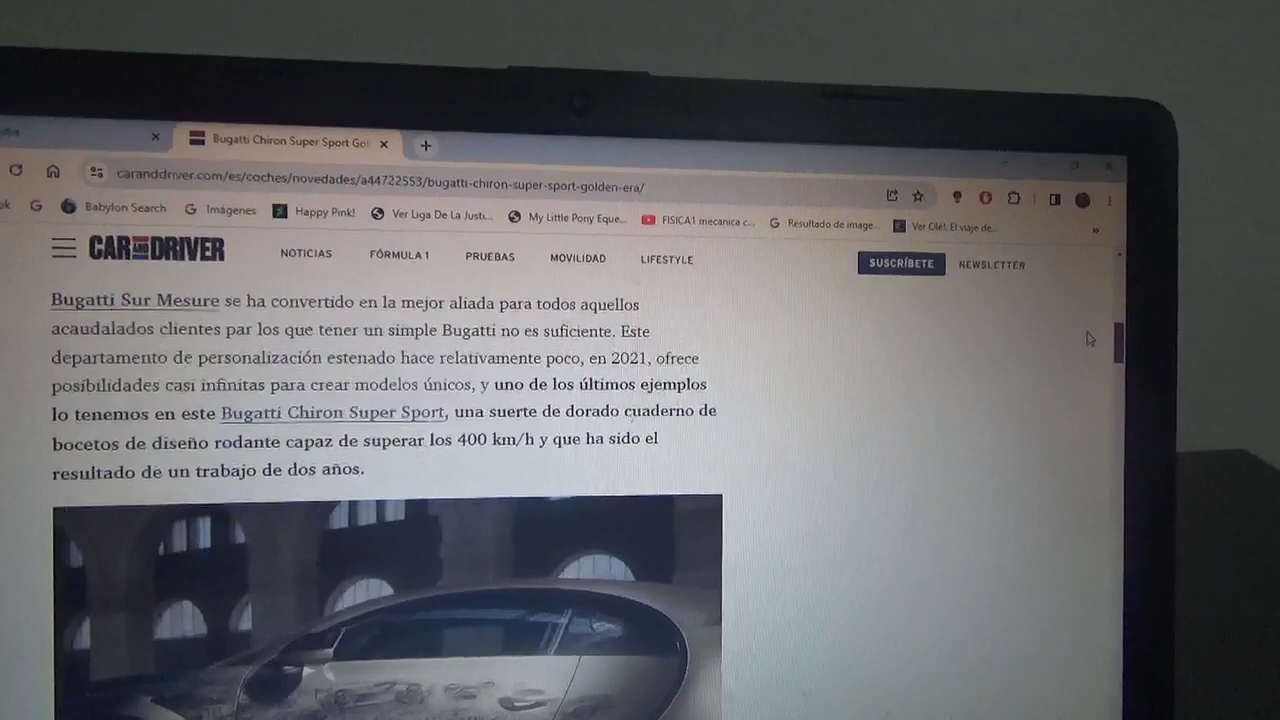 Bugatti Chiron Super Sport Gol
caranddriver.com/es/coches/novedades/a44722553/bugatti-chiron-super-sport-golden-era/
ok Babylon Search Imágenes Happy Pink! Ver Liga De La Justi... My Little Pony Eque... FISICA1 mecanica c... Resultado de image... Ver Olé!: El viaje de... »
CAR AND DRIVER NOTICIAS FÓRMULA 1 PRUEBAS MOVILIDAD LIFESTYLE SUSCRÍBETE NEWSLETTER
Bugatti Sur Mesure se ha convertido en la mejor aliada para todos aquellos
acaudalados clientes par los que tener un simple Bugatti no es suficiente. Este
departamento de personalización estenado hace relativamente poco, en 2021, ofrece
posibilidades casi infinitas para crear modelos únicos, y uno de los últimos ejemplos
lo tenemos en este Bugatti Chiron Super Sport, una suerte de dorado cuaderno de
bocetos de diseño rodante capaz de superar los 400 km/h y que ha sido el
resultado de un trabajo de dos años.